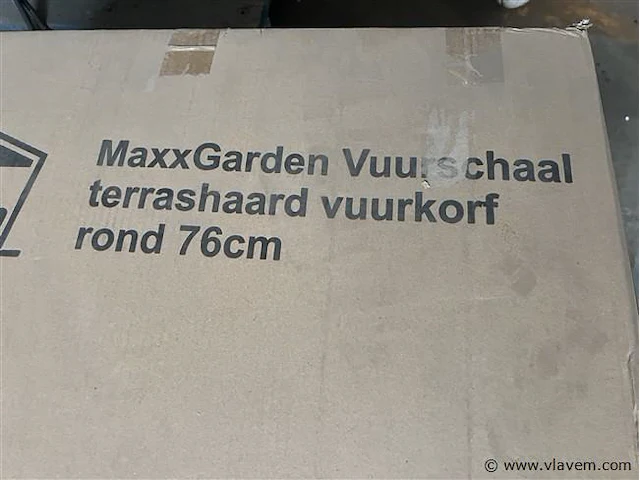 MaxxGarden Vuurschaal
terrashaard vuurkorf
rond 76cm
© www.vlavem.com